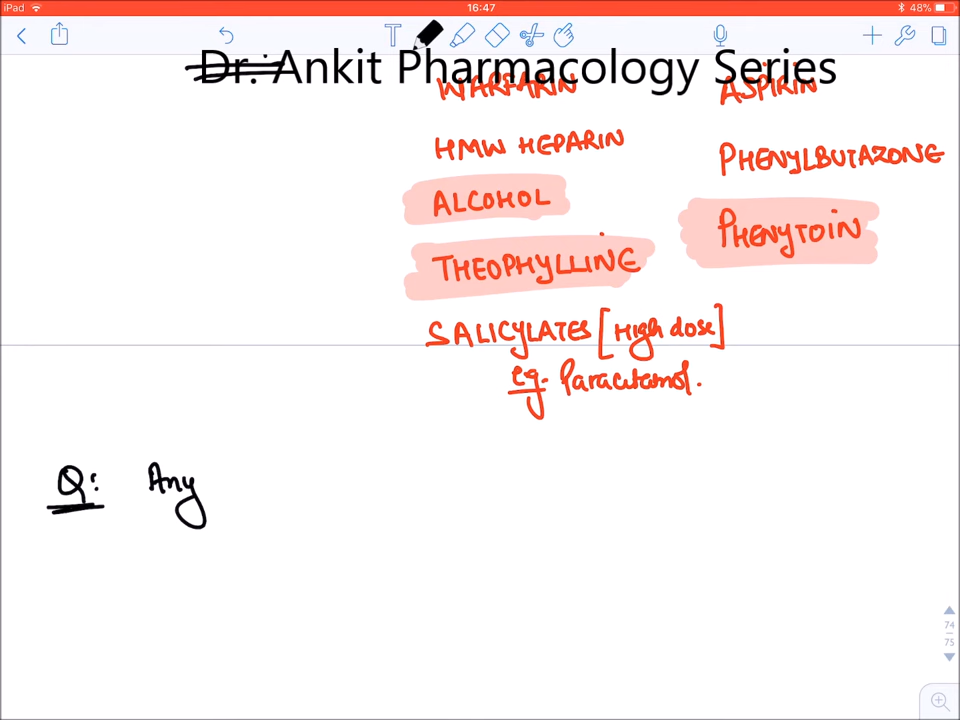 iPad 16:47 48%
T
Dr. Ankit Pharmacology Series
WARFARIN ASPIRIN
HMW HEPARIN PHENYLBUTAZONE
ALCOHOL PHENYTOIN
THEOPHYLLINE
SALICYLATES [High dose]
eg. Paracetamol.
Q: Any
74
75